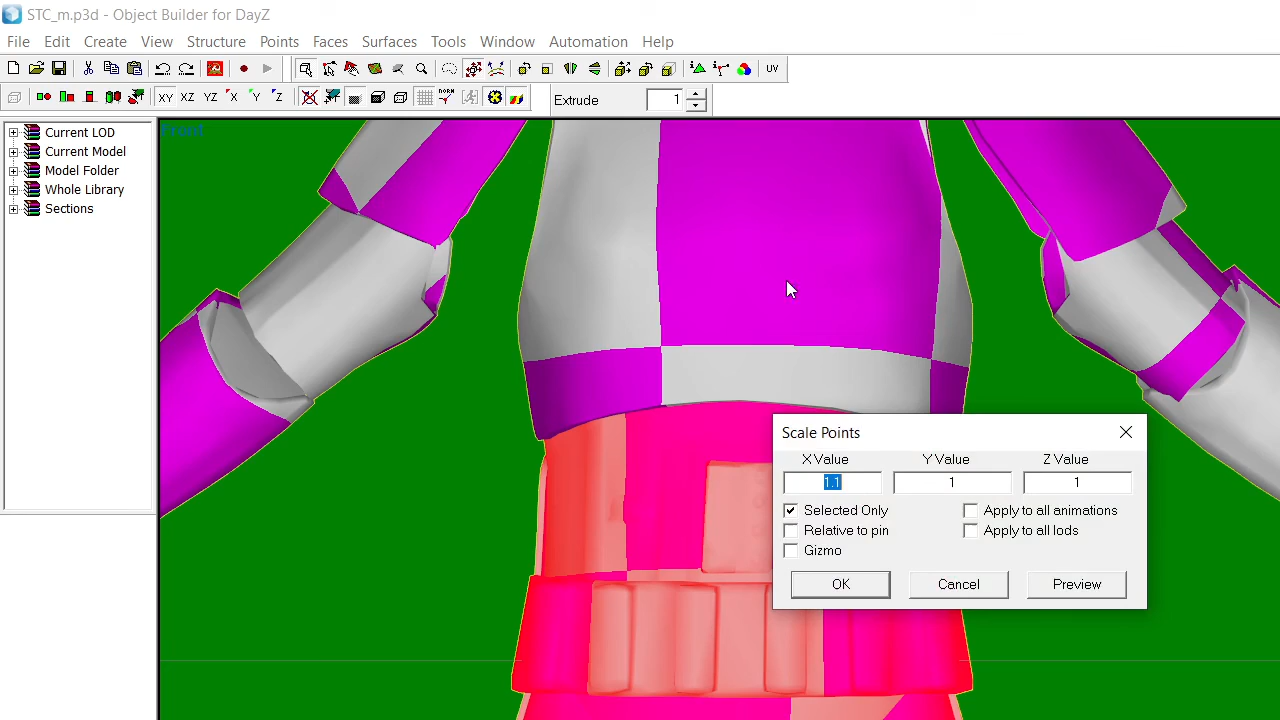 STC_m.p3d - Object Builder for DayZ
File Edit Create View Structure Points Faces Surfaces Tools Window Automation Help
UV
XY XZ YZ X Y Z NORM Extrude 1
Current LOD
Current Model
Model Folder
Whole Library
Sections
Front
Scale Points
X Value Y Value Z Value
1.1 1 1
Selected Only Apply to all animations
Relative to pin Apply to all lods
Gizmo
OK Cancel Preview